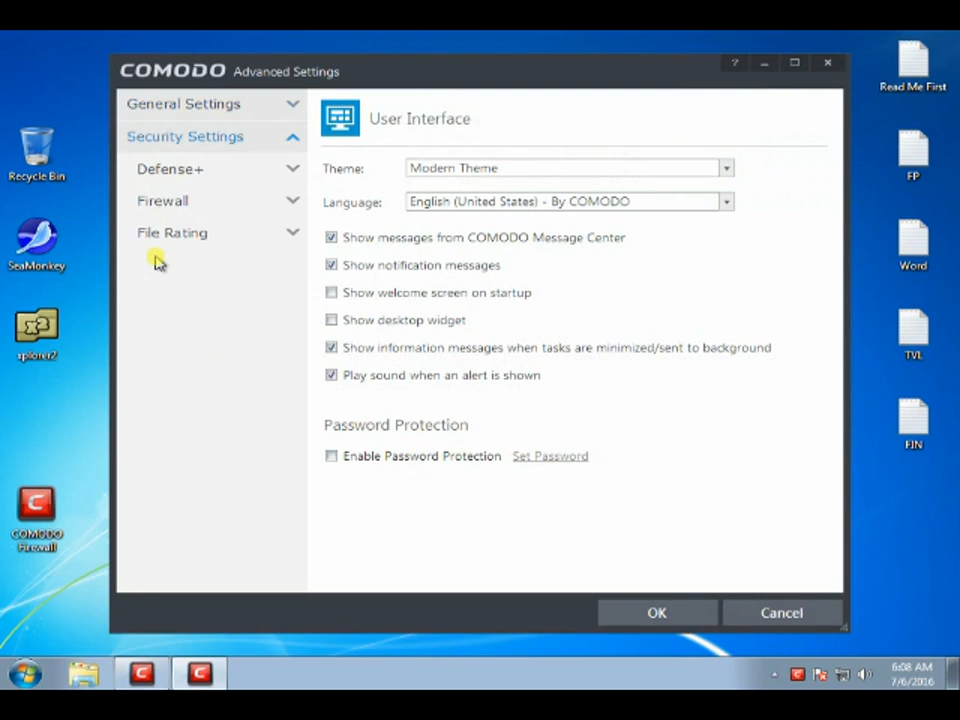 COMODO Advanced Settings
?
General Settings
Security Settings
Defense+
Firewall
File Rating
User Interface
Theme: Modern Theme
Language: English (United States) - By COMODO
Show messages from COMODO Message Center
Show notification messages
Show welcome screen on startup
Show desktop widget
Show information messages when tasks are minimized/sent to background
Play sound when an alert is shown
Password Protection
Enable Password Protection Set Password
OK Cancel
Recycle Bin
SeaMonkey
x2
xplorer2
C
COMODO
Firewall
Read Me First
FP
Word
TVL
FIN
C
C
C
6:08 AM
7/6/2016